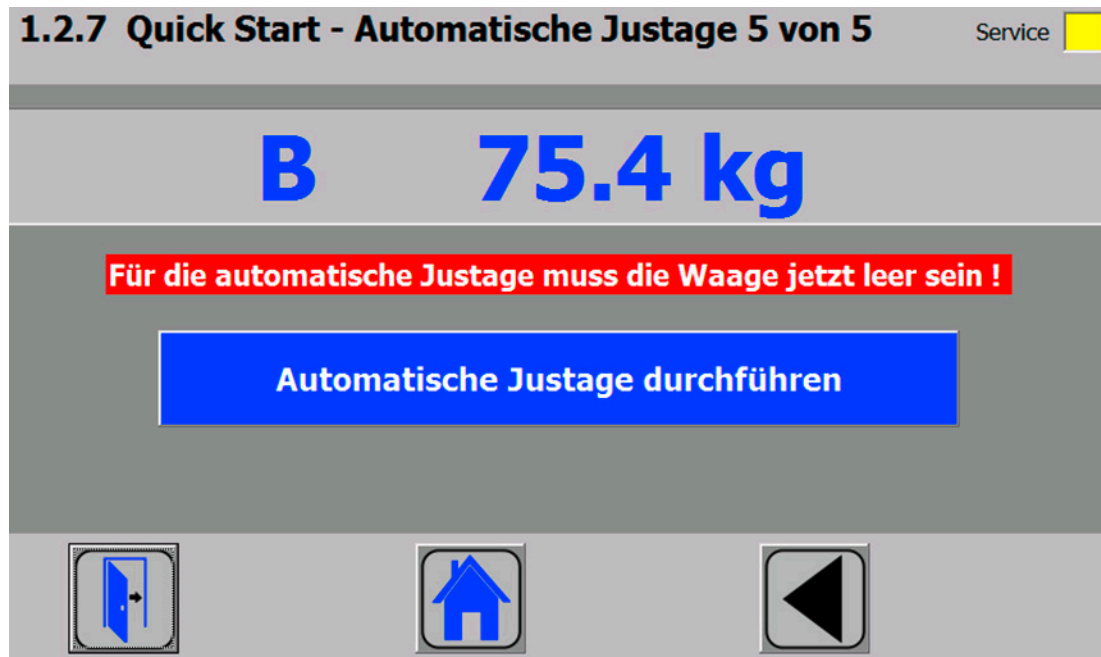 1.2.7 Quick Start - Automatische Justage 5 von 5 Service
B 75.4 kg
Für die automatische Justage muss die Waage jetzt leer sein !
Automatische Justage durchführen